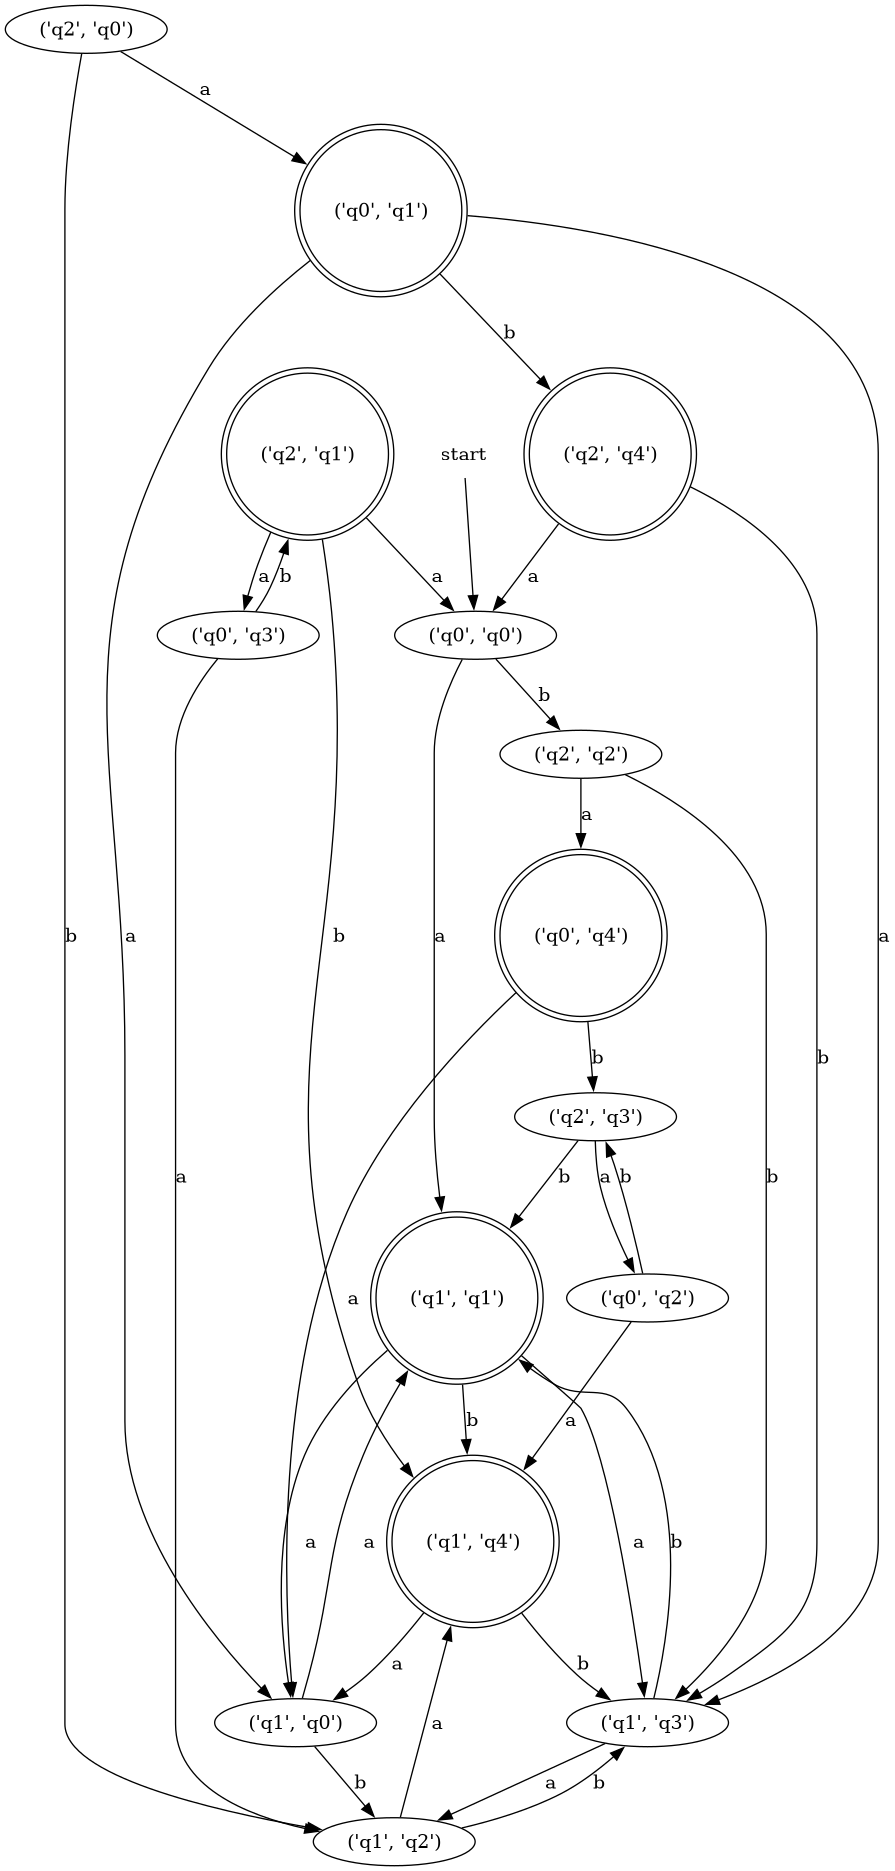 ('q2', 'q0')
a
('q0', 'q1')
b
('q2', 'q1')
start
('q2', 'q4')
a
b
a
a
('q0', 'q3')
('q0', 'q0')
b
('q2', 'q2')
a
b
a
b
a
('q0', 'q4')
a
b
b
('q2', 'q3')
a
b
a
b
b
a
('q1', 'q1')
('q0', 'q2')
b
a
a
a
('q1', 'q4')
a
b
a
b
('q1', 'q0')
('q1', 'q3')
a
b
a
b
('q1', 'q2')